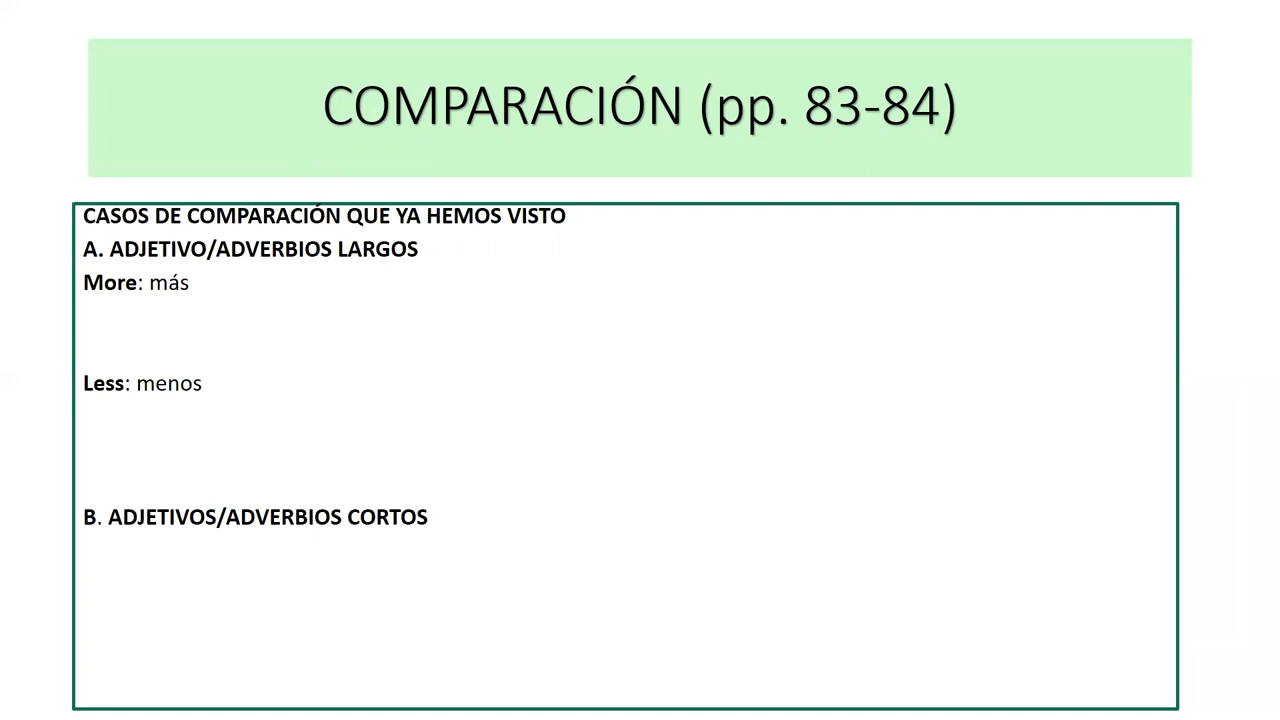 COMPARACIÓN (pp. 83-84)
CASOS DE COMPARACIÓN QUE YA HEMOS VISTO
A. ADJETIVO/ADVERBIOS LARGOS
More: más
Less: menos
B. ADJETIVOS/ADVERBIOS CORTOS